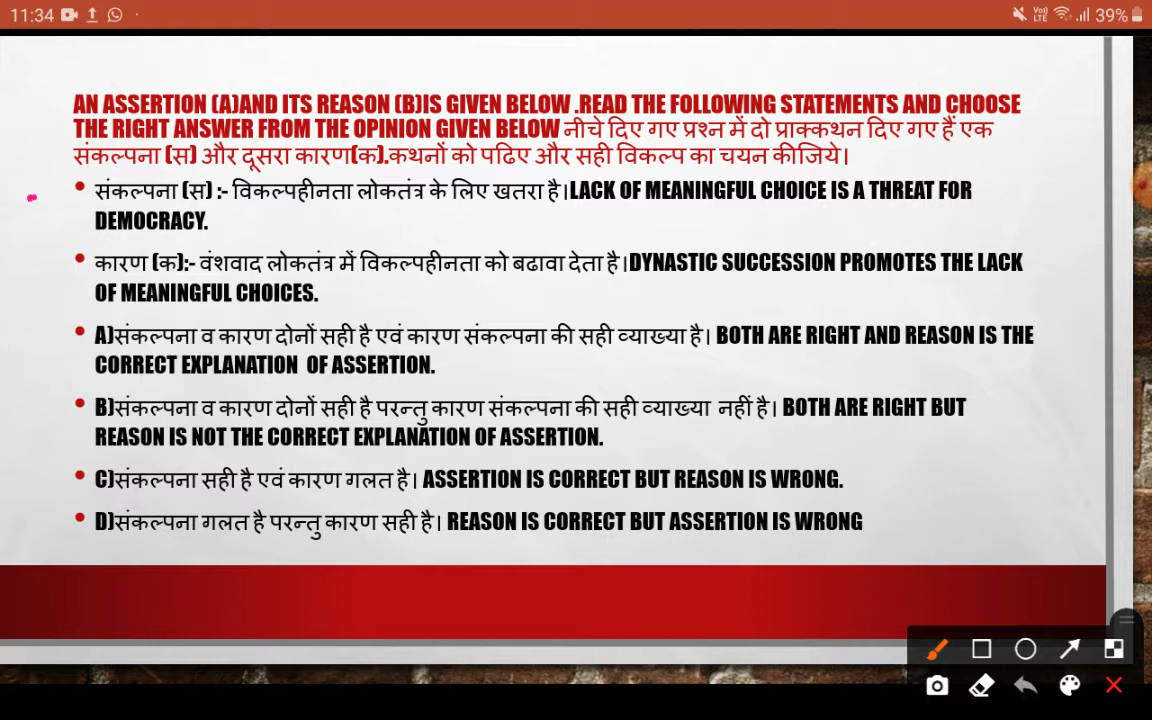 11:34
Vo) LTE 39%
AN ASSERTION (A)AND ITS REASON (B)IS GIVEN BELOW .READ THE FOLLOWING STATEMENTS AND CHOOSE
THE RIGHT ANSWER FROM THE OPINION GIVEN BELOW नीचे दिए गए प्रश्न में दो प्राक्कथन दिए गए हैं एक
संकल्पना (स) और दूसरा कारण(क).कथनों को पढिए और सही विकल्प का चयन कीजिये।
• संकल्पना (स) :- विकल्पहीनता लोकतंत्र के लिए खतरा है।LACK OF MEANINGFUL CHOICE IS A THREAT FOR
DEMOCRACY.
• कारण (क):- वंशवाद लोकतंत्र में विकल्पहीनता को बढावा देता है।DYNASTIC SUCCESSION PROMOTES THE LACK
OF MEANINGFUL CHOICES.
• A)संकल्पना व कारण दोनों सही है एवं कारण संकल्पना की सही व्याख्या है। BOTH ARE RIGHT AND REASON IS THE
CORRECT EXPLANATION OF ASSERTION.
• B)संकल्पना व कारण दोनों सही है परन्तु कारण संकल्पना की सही व्याख्या नहीं है। BOTH ARE RIGHT BUT
REASON IS NOT THE CORRECT EXPLANATION OF ASSERTION.
• C)संकल्पना सही है एवं कारण गलत है। ASSERTION IS CORRECT BUT REASON IS WRONG.
• D)संकल्पना गलत है परन्तु कारण सही है। REASON IS CORRECT BUT ASSERTION IS WRONG